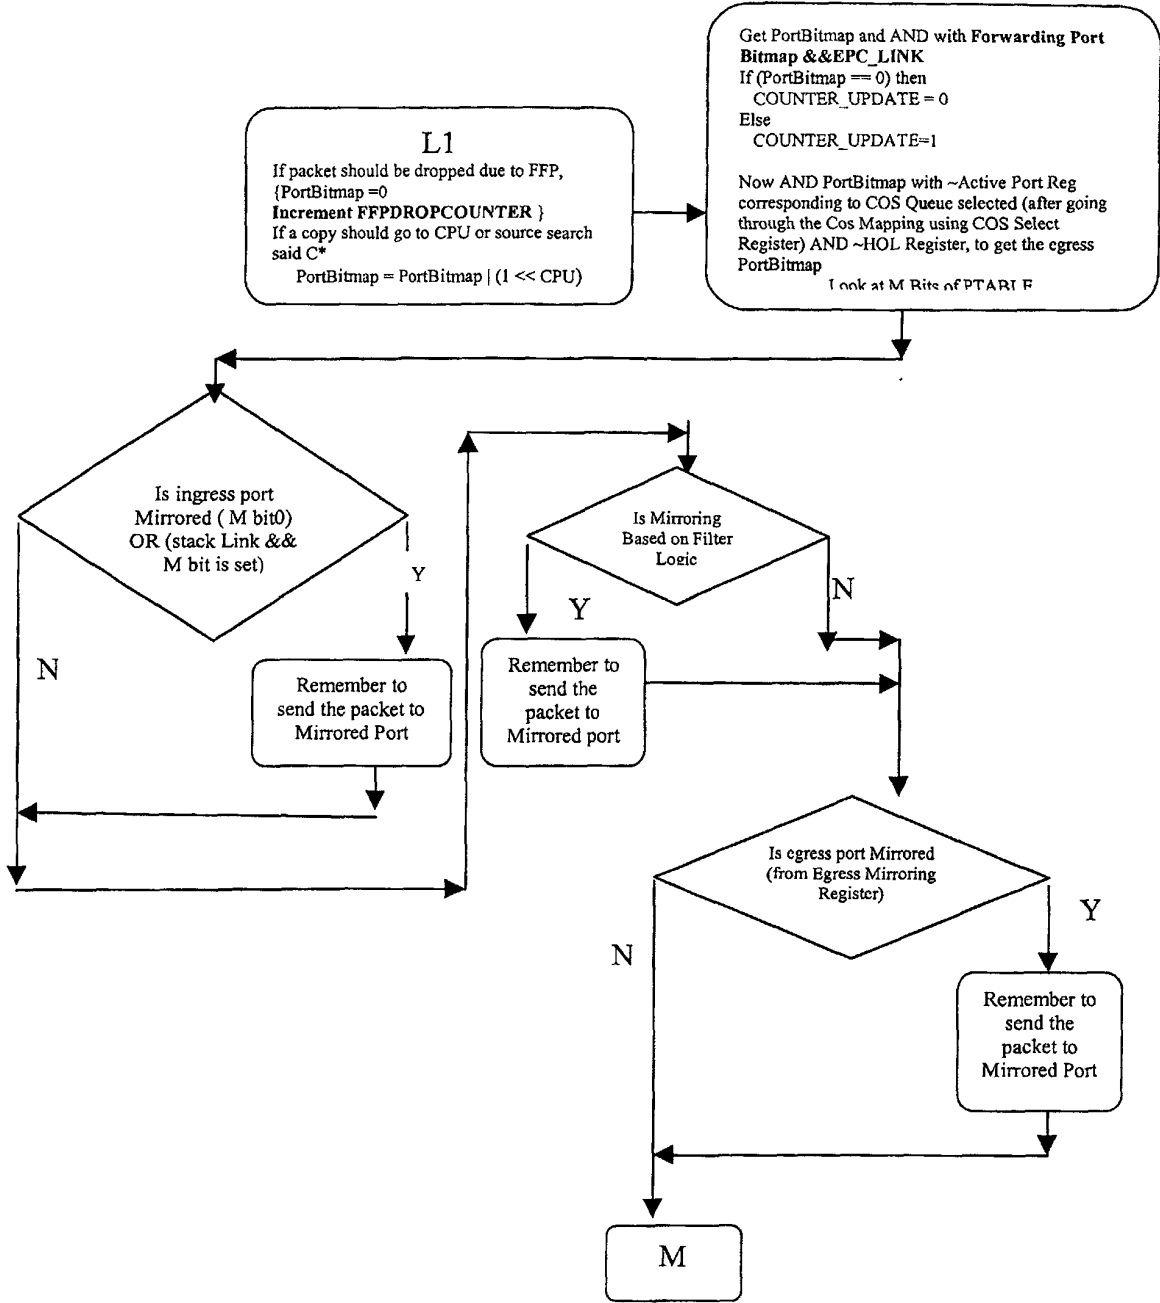 L1
If packet should be dropped due to FFP,
{PortBitmap =0
Increment FFPDROPCOUNTER }
If a copy should go to CPU or source search
said C*
PortBitmap = PortBitmap | (1 << CPU)
Get PortBitmap and AND with Forwarding Port
Bitmap &&EPC_LINK
If (PortBitmap == 0) then
COUNTER_UPDATE = 0
Else
COUNTER_UPDATE=1
Now AND PortBitmap with ~Active Port Reg
corresponding to COS Queue selected (after going
through the Cos Mapping using COS Select
Register) AND ~HOL Register, to get the egress
PortBitmap
Look at M Bits of PTABLE
Is ingress port
Mirrored ( M bit0)
OR (stack Link &&
M bit is set)
Y
N
Remember to
send the packet to
Mirrored Port
Is Mirroring
Based on Filter
Logic
Y
N
Remember to
send the
packet to
Mirrored port
Is egress port Mirrored
(from Egress Mirroring
Register)
Y
N
Remember to
send the
packet to
Mirrored Port
M